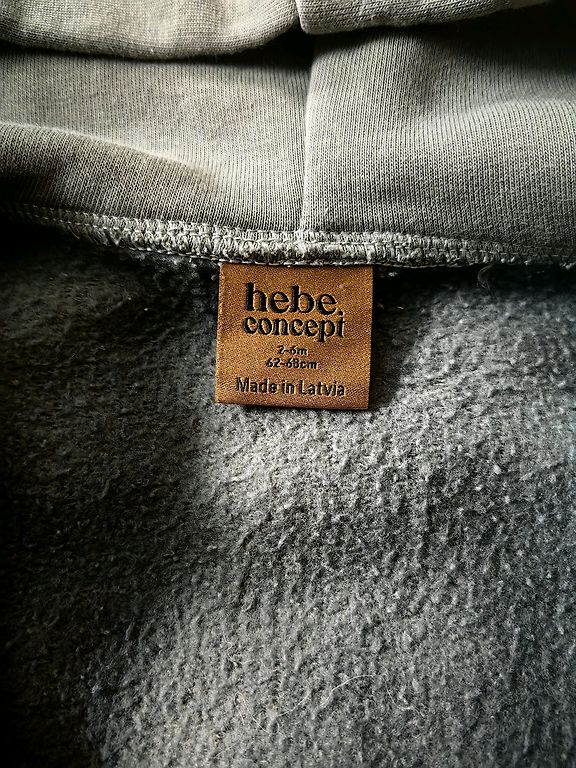 hebe.
concept
2-6m
62-68cm
Made in Latvia